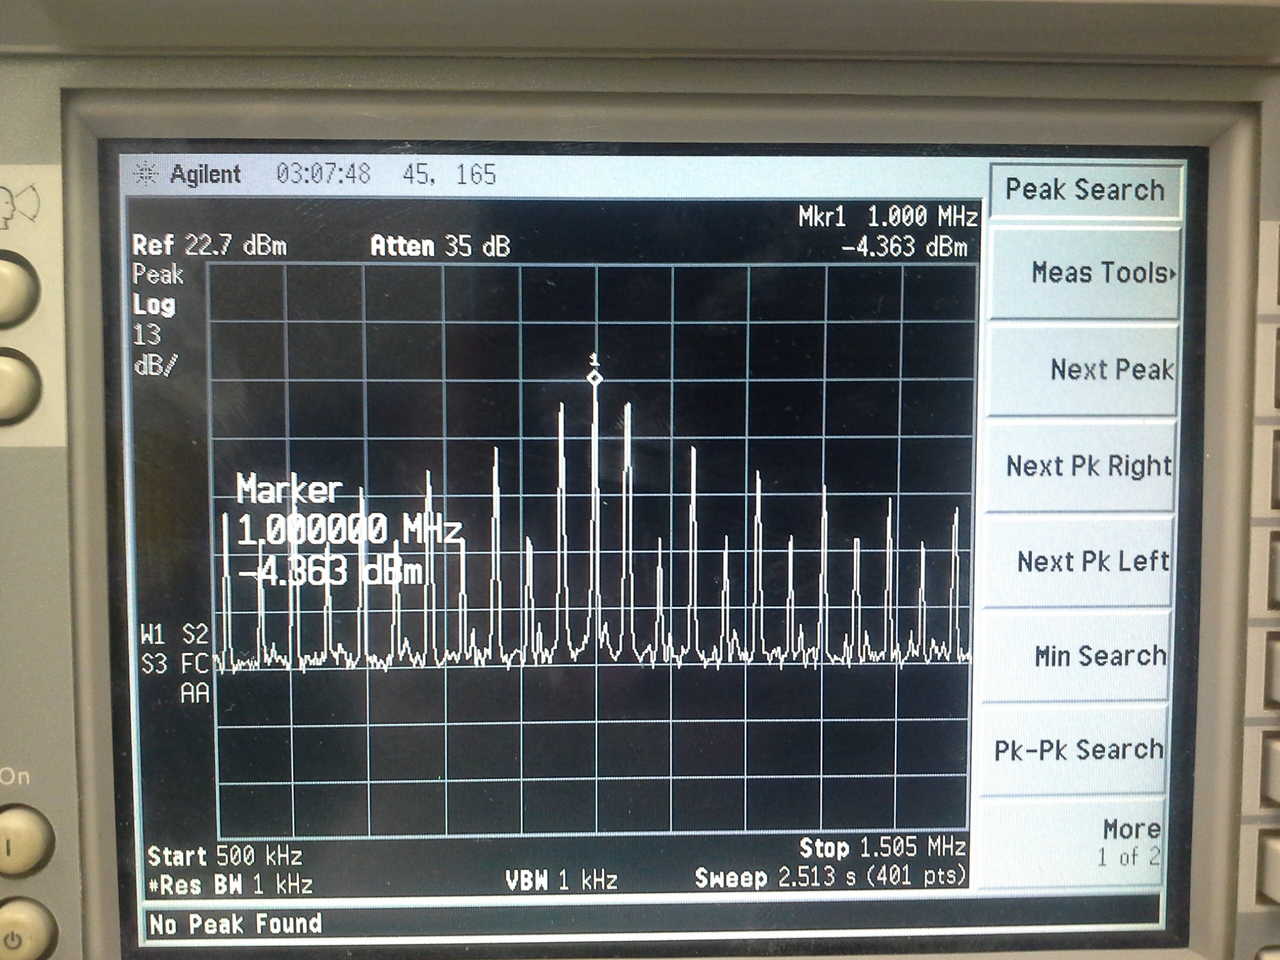 Agilent 03:07:48 45, 165
Peak Search
Mkr1 1.000 MHz
Ref 22.7 dBm Atten 35 dB -4.363 dBm
Peak
Log
13
dB/
1
Meas Tools
Next Peak
Next Pk Right
Next Pk Left
Min Search
Pk-Pk Search
More
1 of 2
Marker
1.000000 MHz
-4.363 dBm
W1 S2
S3 FC
AA
Start 500 kHz Stop 1.505 MHz
#Res BW 1 kHz VBW 1 kHz Sweep 2.513 s (401 pts)
No Peak Found
On